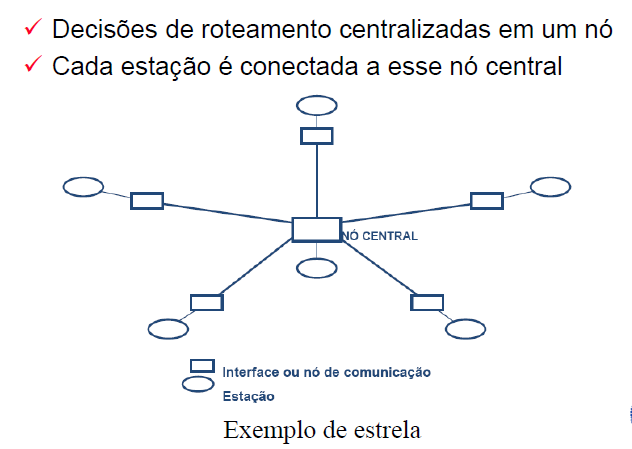 Decisões de roteamento centralizadas em um nó
Cada estação é conectada a esse nó central
NÓ CENTRAL
Interface ou nó de comunicação
Estação
Exemplo de estrela